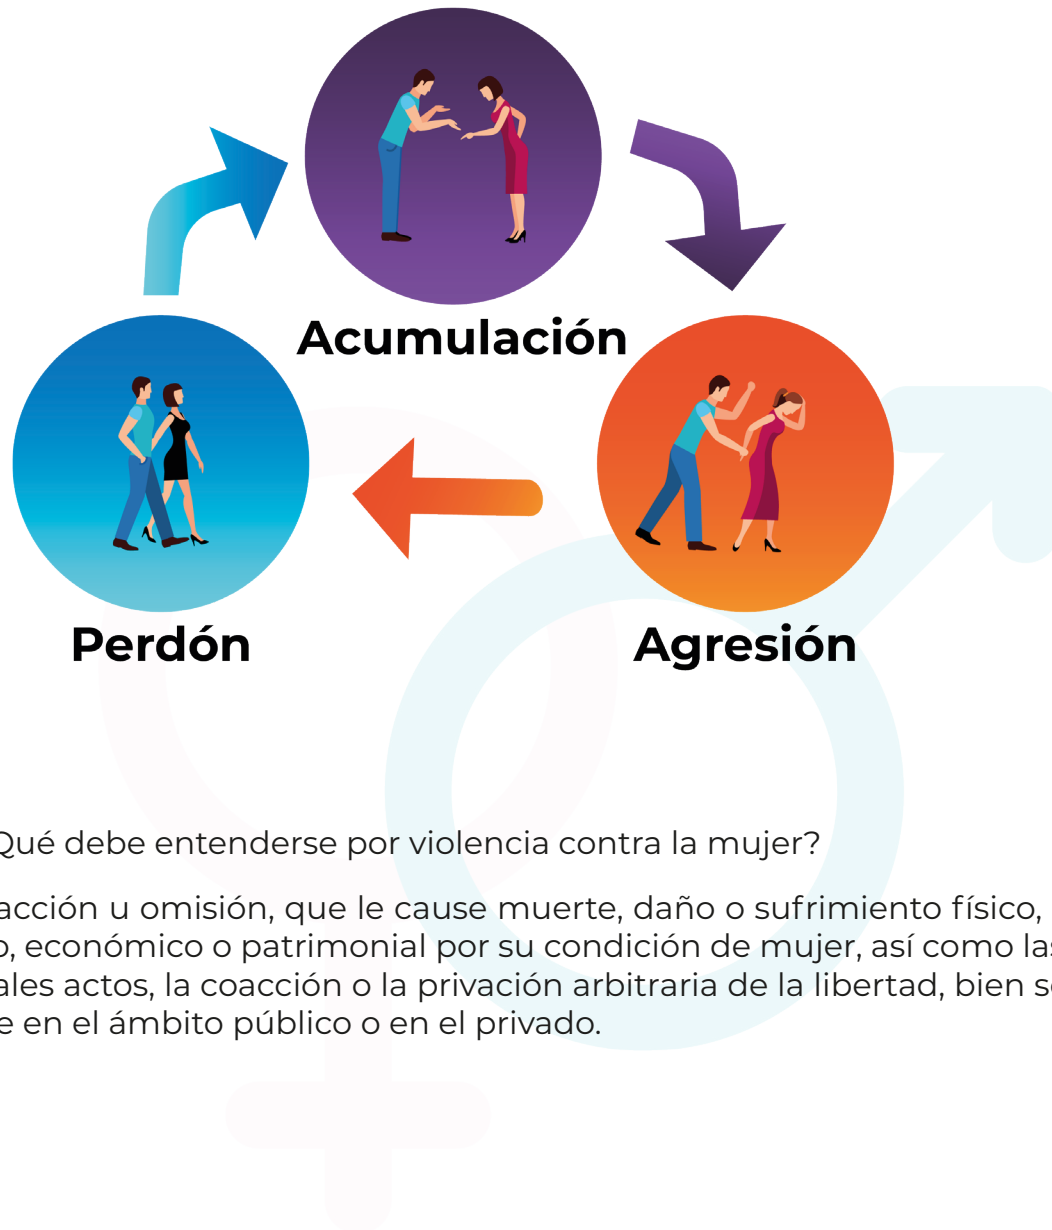 Acumulación
Perdón
Agresión
Qué debe entenderse por violencia contra la mujer?
acción u omisión, que le cause muerte, daño o sufrimiento físico,
económico o patrimonial por su condición de mujer, así como las
actos, la coacción o la privación arbitraria de la libertad, bien
en el ámbito público o en el privado.